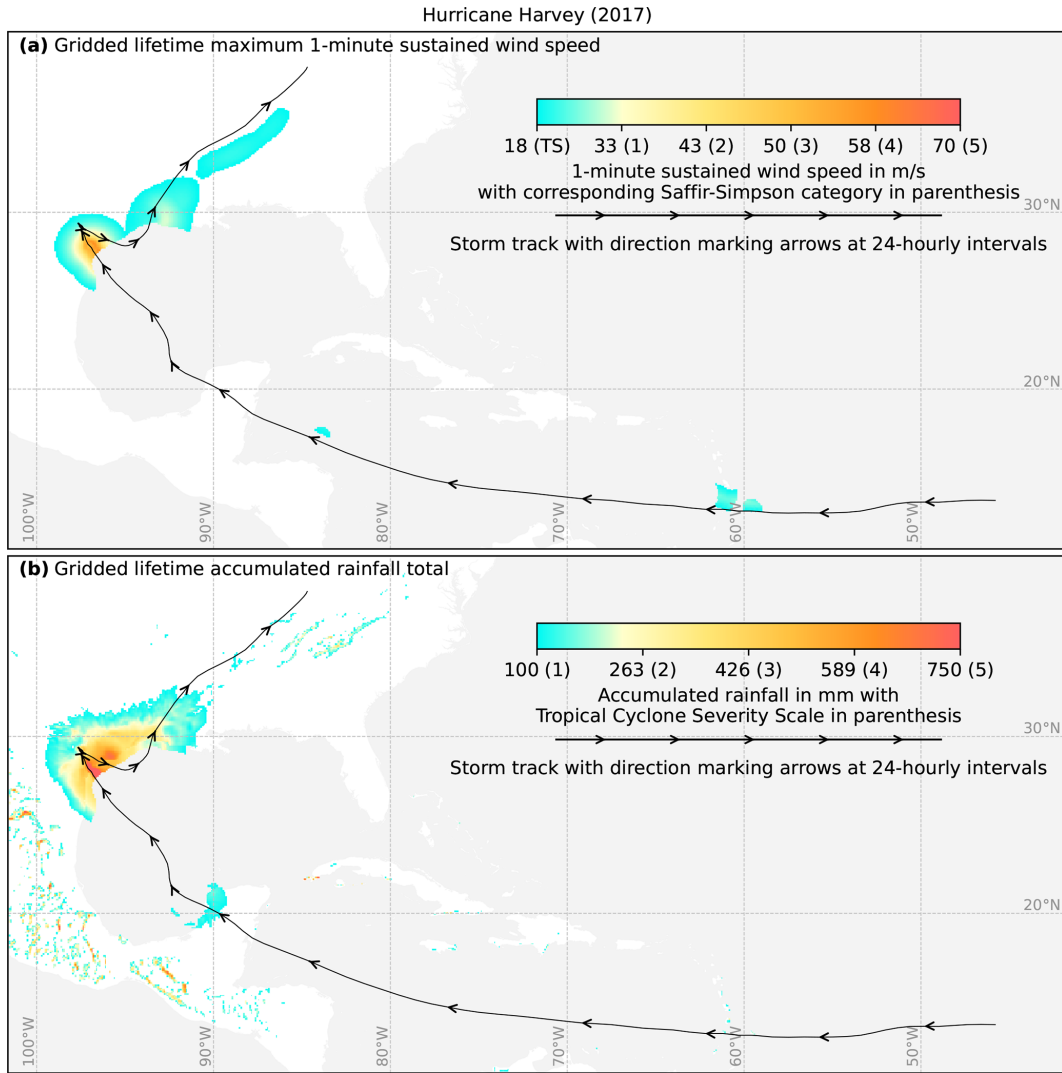 Hurricane Harvey (2017)
(a) Gridded lifetime maximum 1-minute sustained wind speed
18 (TS) 33 (1) 43 (2) 50 (3) 58 (4) 70 (5)
1-minute sustained wind speed in m/s
with corresponding Saffir-Simpson category in parenthesis
30°N
Storm track with direction marking arrows at 24-hourly intervals
20°N
100°W 90°W 80°W 70°W 60°W 50°W
(b) Gridded lifetime accumulated rainfall total
100 (1) 263 (2) 426 (3) 589 (4) 750 (5)
Accumulated rainfall in mm with
Tropical Cyclone Severity Scale in parenthesis
30°N
Storm track with direction marking arrows at 24-hourly intervals
20°N
100°W 90°W 80°W 70°W 60°W 50°W